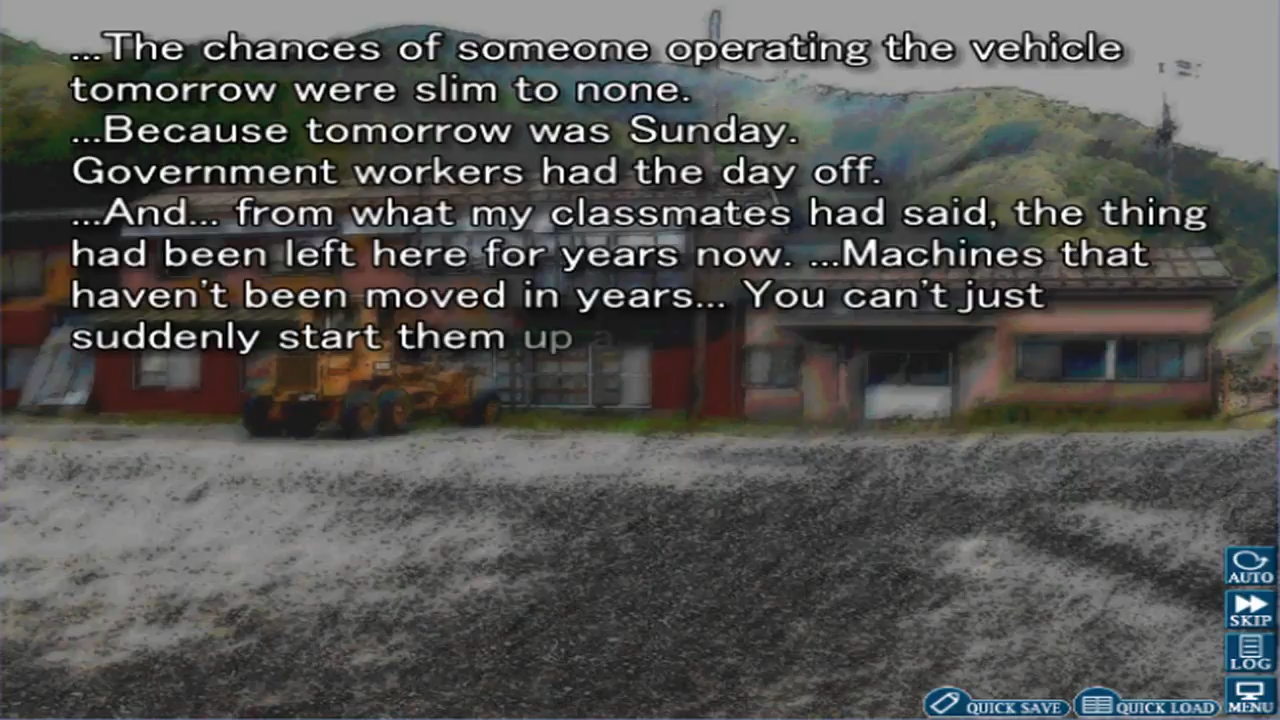 ...The chances of someone operating the vehicle
tomorrow were slim to none.
...Because tomorrow was Sunday.
Government workers had the day off.
...And... from what my classmates had said, the thing
had been left here for years now. ...Machines that
haven't been moved in years... You can't just
suddenly start them up a
AUTO
SKIP
LOG
MENU
QUICK SAVE
QUICK LOAD